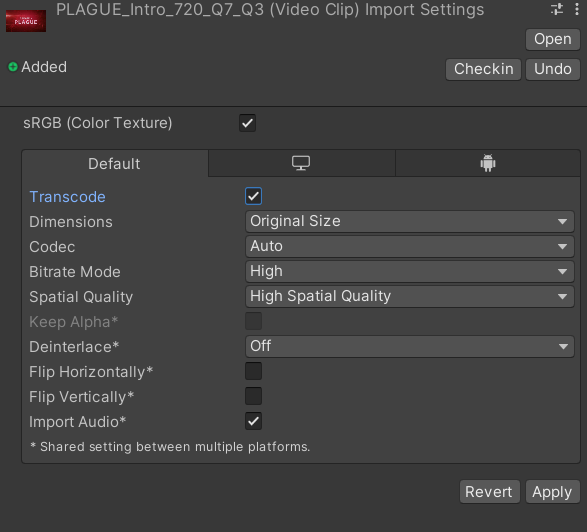 PLAGUE_Intro_720_Q7_Q3 (Video Clip) Import Settings
PLAGUE
Open
Added
Checkin Undo
sRGB (Color Texture)
Default
Transcode
Dimensions Original Size
Codec Auto
Bitrate Mode High
Spatial Quality High Spatial Quality
Keep Alpha*
Deinterlace* Off
Flip Horizontally*
Flip Vertically*
Import Audio*
* Shared setting between multiple platforms.
Revert Apply